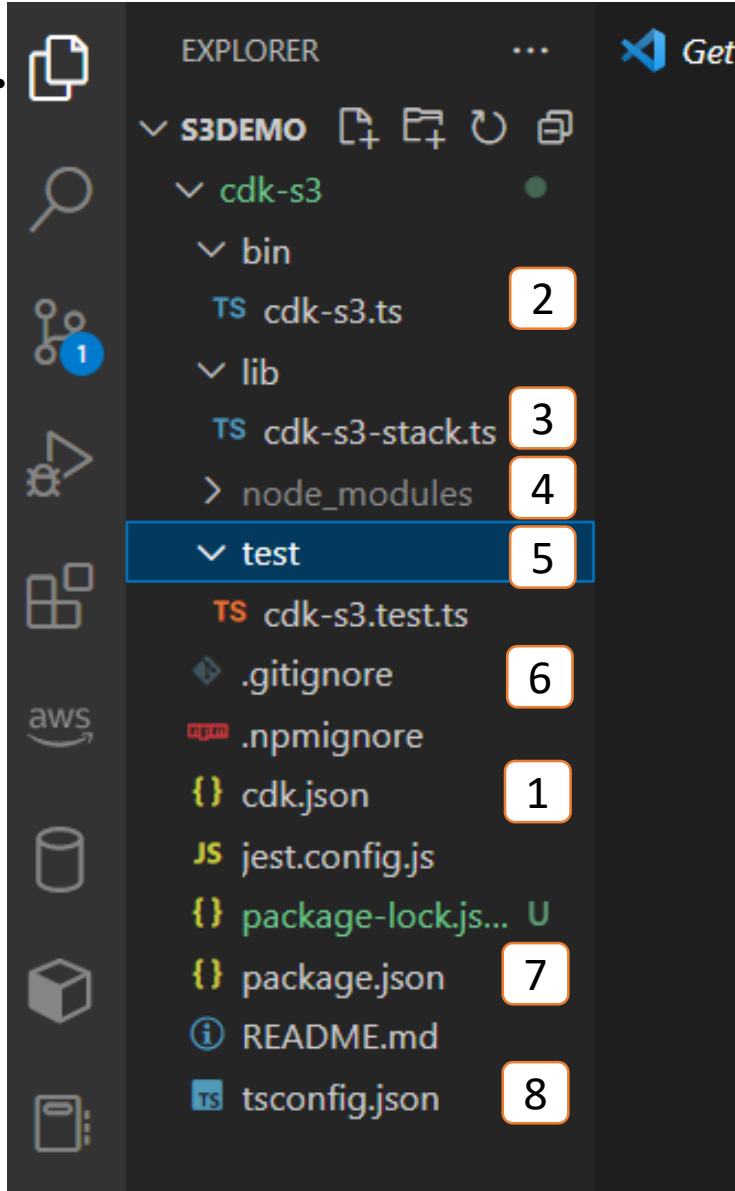 EXPLORER ··· Get
S3DEMO
cdk-s3
bin
TS cdk-s3.ts 2
lib
TS cdk-s3-stack.ts 3
node_modules 4
test 5
TS cdk-s3.test.ts
.gitignore 6
npm .npmignore
aws
{} cdk.json 1
JS jest.config.js
{} package-lock.js... U
{} package.json 7
README.md
TS tsconfig.json 8
1